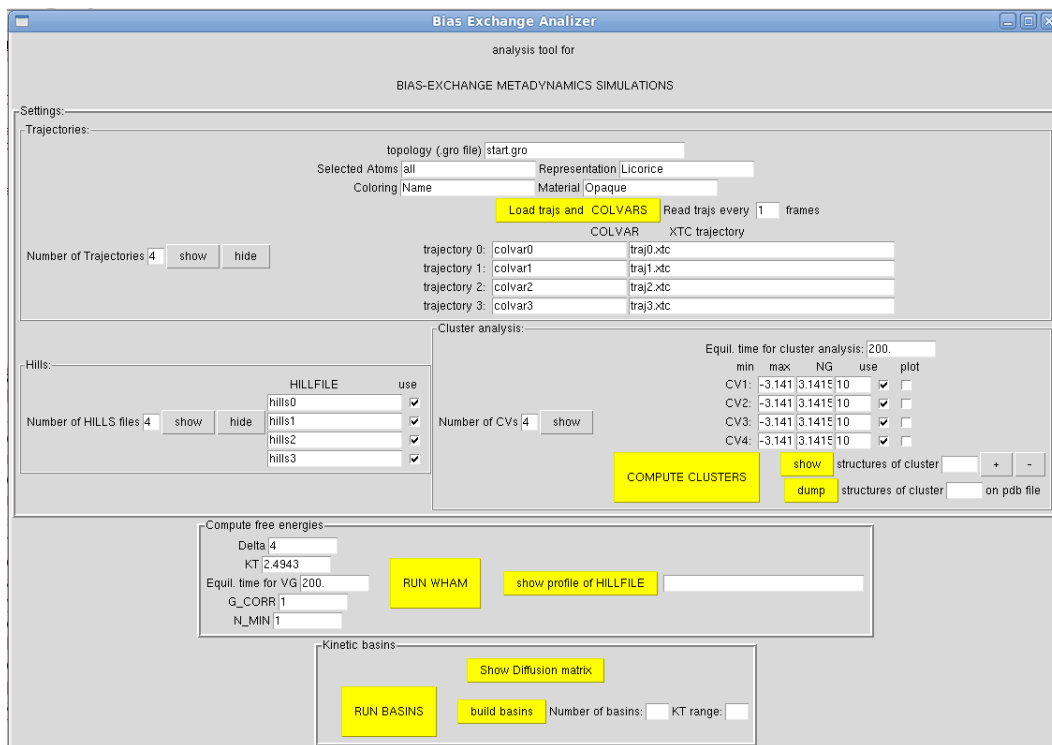 Bias Exchange Analizer
analysis tool for
BIAS-EXCHANGE METADYNAMICS SIMULATIONS
Settings:
Trajectories:
topology (.gro file) start.gro
Selected Atoms all Representation Licorice
Coloring Name Material Opaque
Load trajs and COLVARS Read trajs every 1 frames
COLVAR XTC trajectory
Number of Trajectories 4 show hide
trajectory 0: colvar0 traj0.xtc
trajectory 1: colvar1 traj1.xtc
trajectory 2: colvar2 traj2.xtc
trajectory 3: colvar3 traj3.xtc
Hills:
HILLFILE use
Number of HILLS files 4 show hide
hills0
hills1
hills2
hills3
Cluster analysis:
Equil. time for cluster analysis: 200.
min max NG use plot
Number of CVs 4 show
CV1: -3.141 3.1415 10
CV2: -3.141 3.1415 10
CV3: -3.141 3.1415 10
CV4: -3.141 3.1415 10
COMPUTE CLUSTERS
show structures of cluster + -
dump structures of cluster on pdb file
Compute free energies
Delta 4
KT 2.4943
Equil. time for VG 200.
G_CORR 1
N_MIN 1
RUN WHAM
show profile of HILLFILE
Kinetic basins
Show Diffusion matrix
RUN BASINS
build basins Number of basins: KT range: